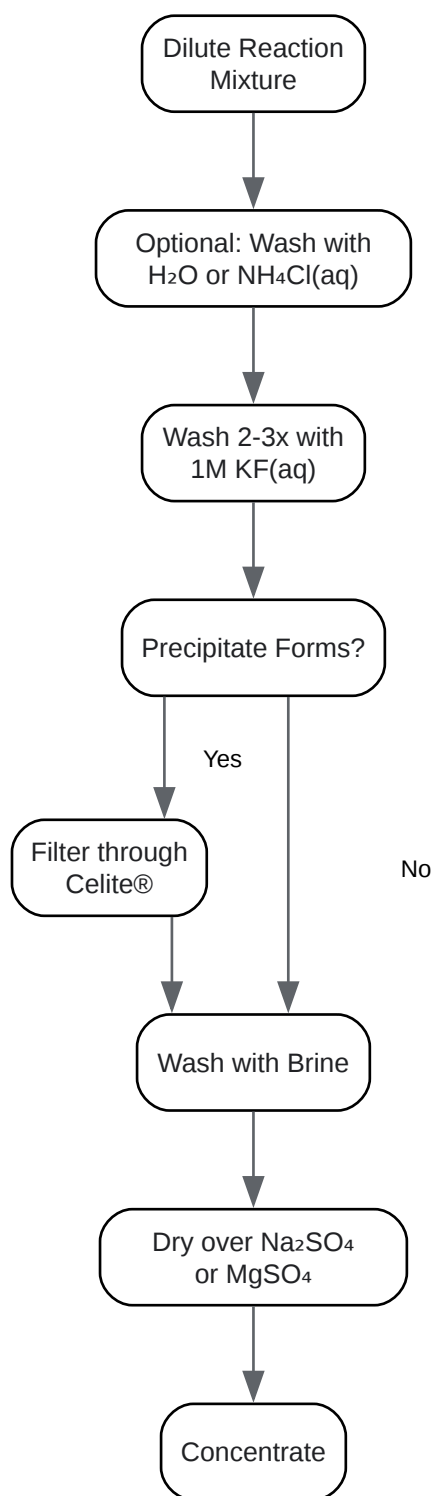 Dilute Reaction
Mixture
Optional: Wash with
H₂O or NH₄Cl(aq)
Wash 2-3x with
1M KF(aq)
Precipitate Forms?
Yes
Filter through
Celite®
No
Wash with Brine
Dry over Na₂SO₄
or MgSO₄
Concentrate